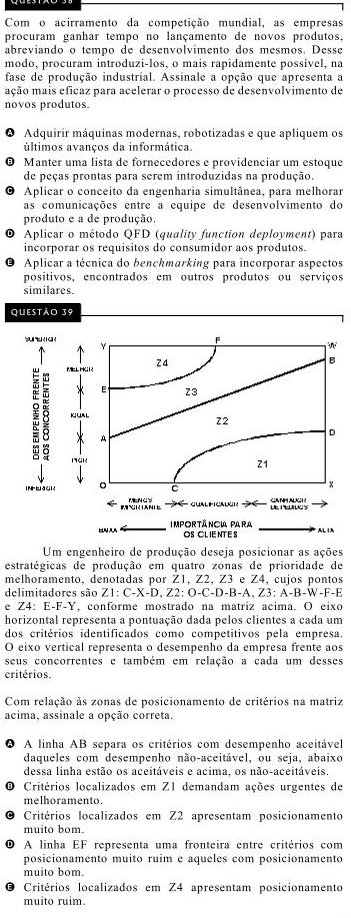 QUESTÃO 38
Com o acirramento da competição mundial, as empresas
procuram ganhar tempo no lançamento de novos produtos,
abreviando o tempo de desenvolvimento dos mesmos. Desse
modo, procuram introduzi-los, o mais rapidamente possível, na
fase de produção industrial. Assinale a opção que apresenta a
ação mais eficaz para acelerar o processo de desenvolvimento de
novos produtos.
A Adquirir máquinas modernas, robotizadas e que apliquem os
últimos avanços da informática.
B Manter uma lista de fornecedores e providenciar um estoque
de peças prontas para serem introduzidas na produção.
C Aplicar o conceito da engenharia simultânea, para melhorar
as comunicações entre a equipe de desenvolvimento do
produto e a de produção.
D Aplicar o método QFD (quality function deployment) para
incorporar os requisitos do consumidor aos produtos.
E Aplicar a técnica do benchmarking para incorporar aspectos
positivos, encontrados em outros produtos ou serviços
similares.
QUESTÃO 39
SUPERIOR
INFERIOR
DESEMPENHO FRENTE
AOS CONCORRENTES
MELHOR
IGUAL
PIOR
Y
F
W
B
E
Z4
Z3
Z2
A
D
Z1
O
C
X
MENOS
IMPORTANTE
QUALIFICADOR
GANHADOR
DE PEDIDOS
BAIXA
IMPORTÂNCIA PARA
OS CLIENTES
ALTA
Um engenheiro de produção deseja posicionar as ações
estratégicas de produção em quatro zonas de prioridade de
melhoramento, denotadas por Z1, Z2, Z3 e Z4, cujos pontos
delimitadores são Z1: C-X-D, Z2: O-C-D-B-A, Z3: A-B-W-F-E
e Z4: E-F-Y, conforme mostrado na matriz acima. O eixo
horizontal representa a pontuação dada pelos clientes a cada um
dos critérios identificados como competitivos pela empresa.
O eixo vertical representa o desempenho da empresa frente aos
seus concorrentes e também em relação a cada um desses
critérios.
Com relação às zonas de posicionamento de critérios na matriz
acima, assinale a opção correta.
A A linha AB separa os critérios com desempenho aceitável
daqueles com desempenho não-aceitável, ou seja, abaixo
dessa linha estão os aceitáveis e acima, os não-aceitáveis.
B Critérios localizados em Z1 demandam ações urgentes de
melhoramento.
C Critérios localizados em Z2 apresentam posicionamento
muito bom.
D A linha EF representa uma fronteira entre critérios com
posicionamento muito ruim e aqueles com posicionamento
muito bom.
E Critérios localizados em Z4 apresentam posicionamento
muito ruim.